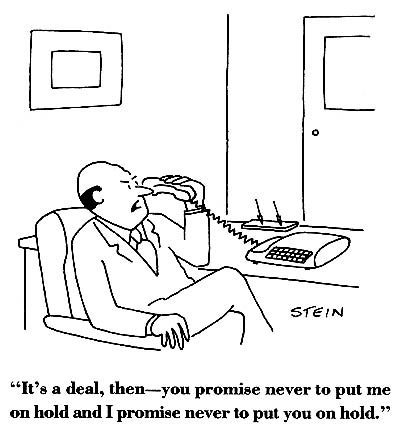 STEIN
“It’s a deal, then—you promise never to put me
on hold and I promise never to put you on hold.”